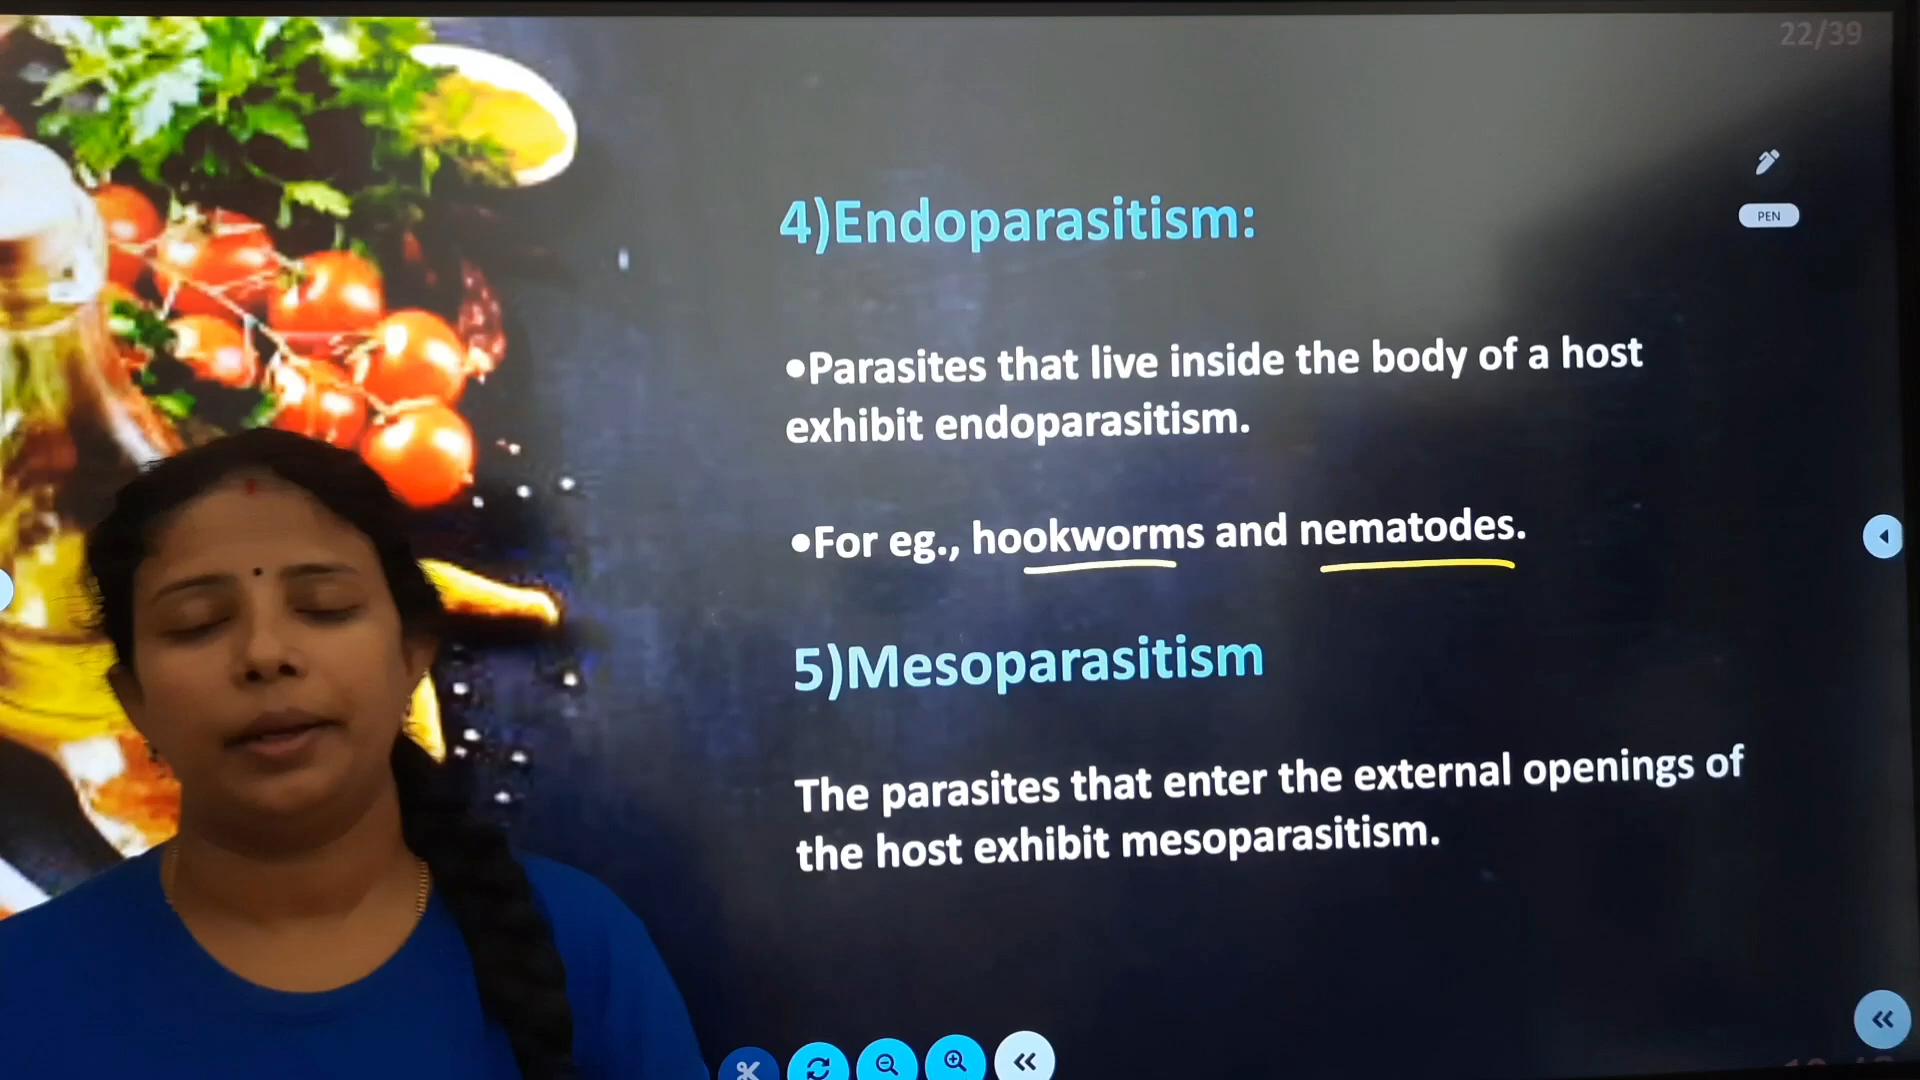 22/39
PEN
4)Endoparasitism:
•Parasites that live inside the body of a host
exhibit endoparasitism.
•For eg., hookworms and nematodes.
5)Mesoparasitism
The parasites that enter the external openings of
the host exhibit mesoparasitism.